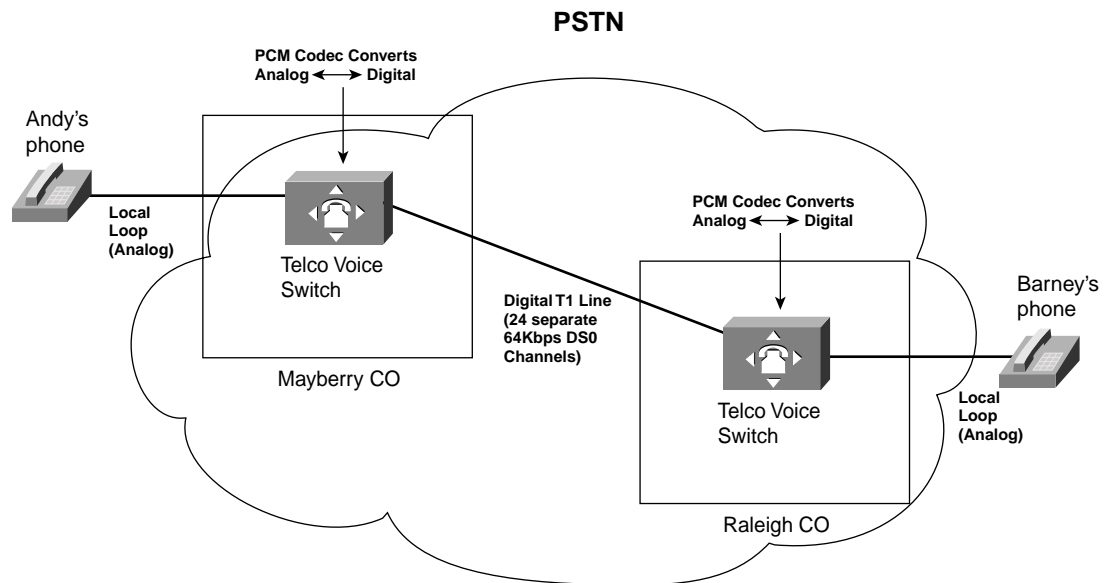 PSTN
PCM Codec Converts
Analog Digital
Andy's
phone
Local
Loop
(Analog)
Telco Voice
Switch
Mayberry CO
Digital T1 Line
(24 separate
64Kbps DS0
Channels)
PCM Codec Converts
Analog Digital
Telco Voice
Switch
Raleigh CO
Barney's
phone
Local
Loop
(Analog)